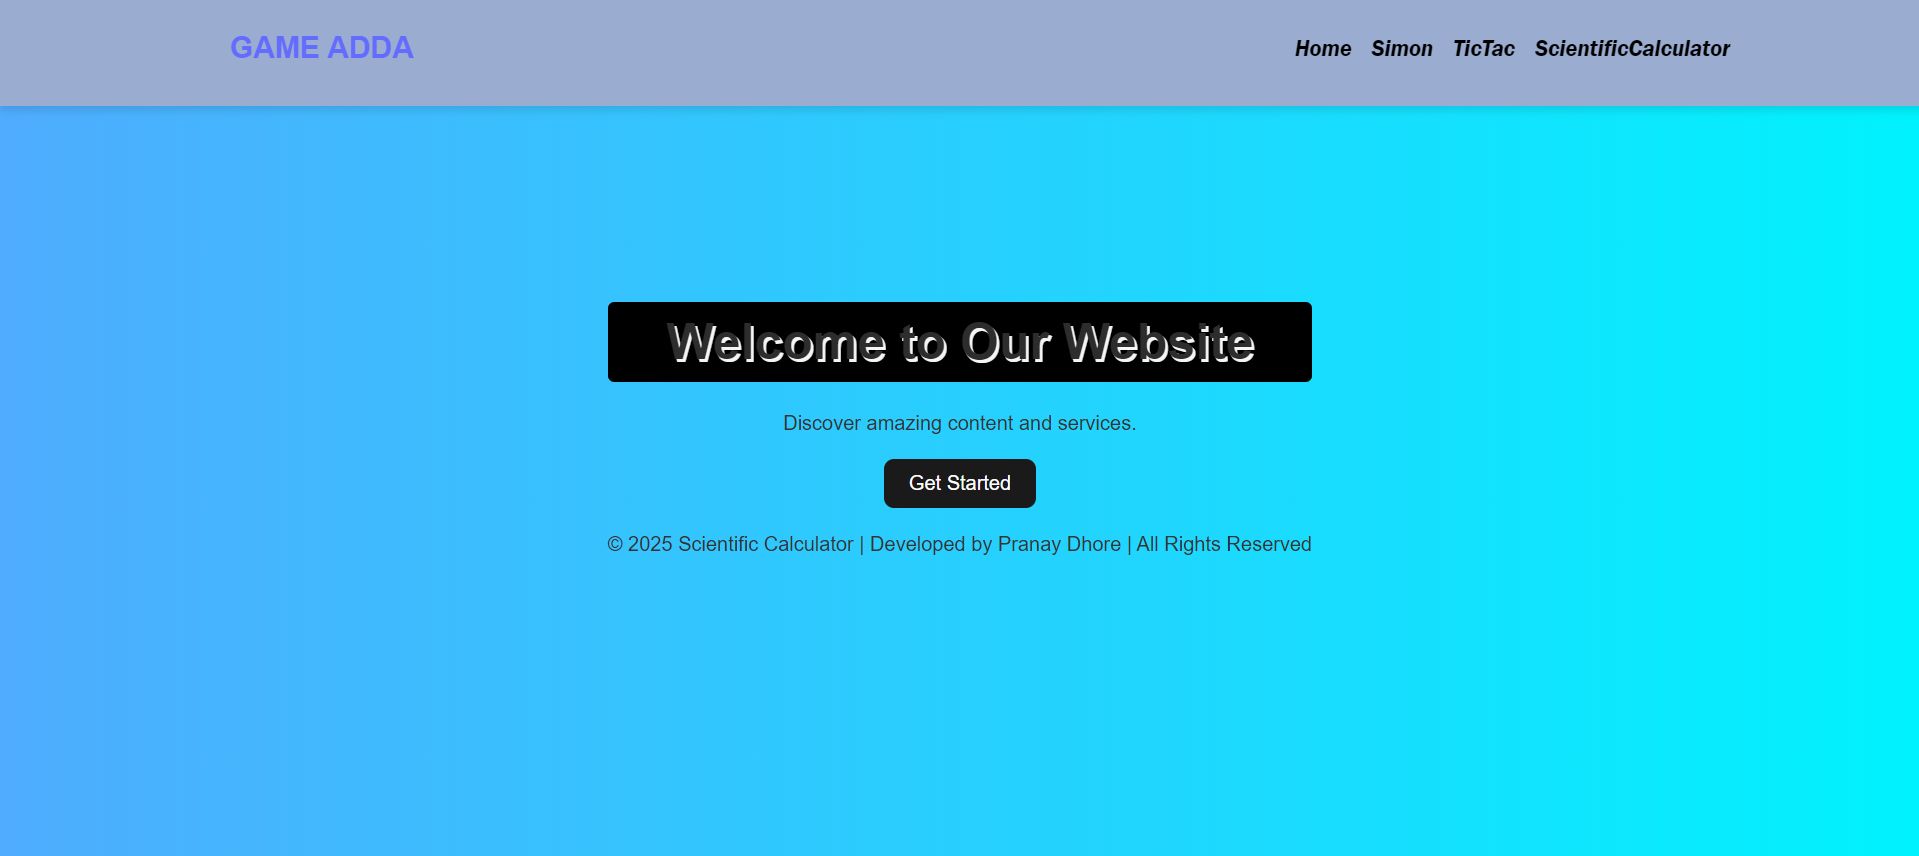 GAME ADDA
Home Simon TicTac ScientificCalculator
Welcome to Our Website
Discover amazing content and services.
Get Started
© 2025 Scientific Calculator | Developed by Pranay Dhore | All Rights Reserved